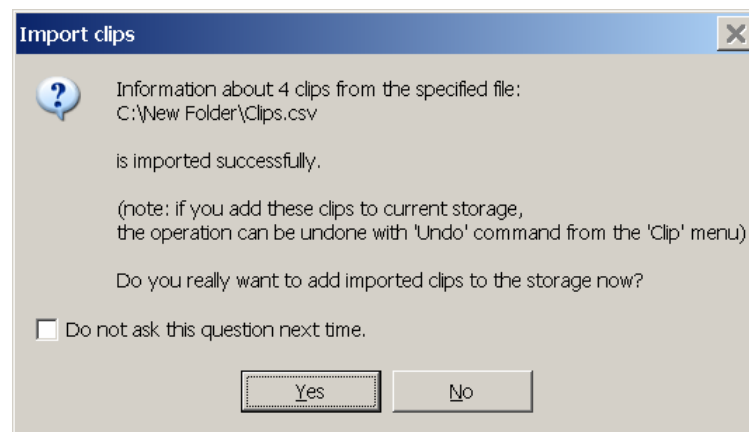 Import clips
Information about 4 clips from the specified file:
C:\New Folder\Clips.csv
is imported successfully.
(note: if you add these clips to current storage,
the operation can be undone with 'Undo' command from the 'Clip' menu)
Do you really want to add imported clips to the storage now?
Do not ask this question next time.
Yes No